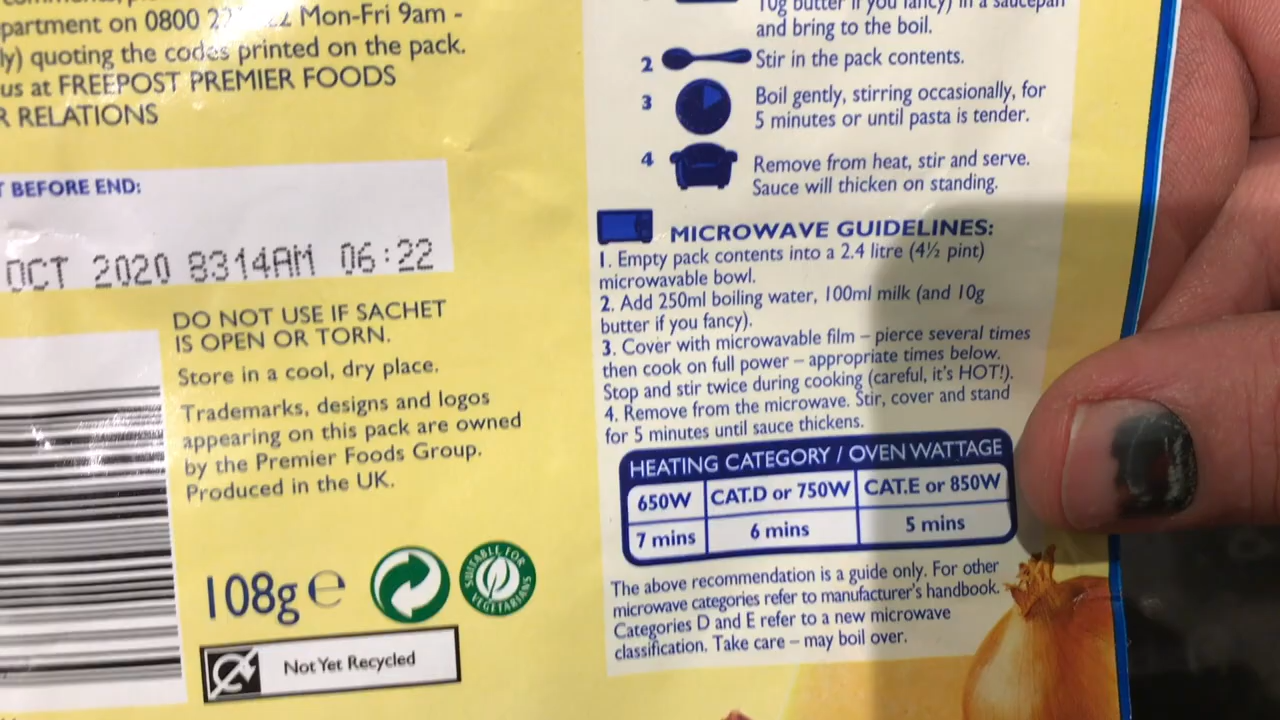 partment on 0800 Mon-Fri 9am -
ly) quoting the codes printed on the pack.
us at FREEPOST PREMIER FOODS
R RELATIONS
T BEFORE END:
OCT 2020 8314AM 06:22
DO NOT USE IF SACHET
IS OPEN OR TORN.
Store in a cool, dry place.
Trademarks, designs and logos
appearing on this pack are owned
by the Premier Foods Group.
Produced in the UK.
108g e
SUITABLE FOR
VEGETARIANS
Not Yet Recycled
10g butter if you fancy) in a saucepan
and bring to the boil.
2 Stir in the pack contents.
3 Boil gently, stirring occasionally, for
5 minutes or until pasta is tender.
4 Remove from heat, stir and serve.
Sauce will thicken on standing.
MICROWAVE GUIDELINES:
1. Empty pack contents into a 2.4 litre (4½ pint)
microwavable bowl.
2. Add 250ml boiling water, 100ml milk (and 10g
butter if you fancy).
3. Cover with microwavable film – pierce several times
then cook on full power – appropriate times below.
Stop and stir twice during cooking (careful, it's HOT!).
4. Remove from the microwave. Stir, cover and stand
for 5 minutes until sauce thickens.
HEATING CATEGORY / OVEN WATTAGE
650W CAT.D or 750W CAT.E or 850W
7 mins 6 mins 5 mins
The above recommendation is a guide only. For other
microwave categories refer to manufacturer's handbook.
Categories D and E refer to a new microwave
classification. Take care – may boil over.